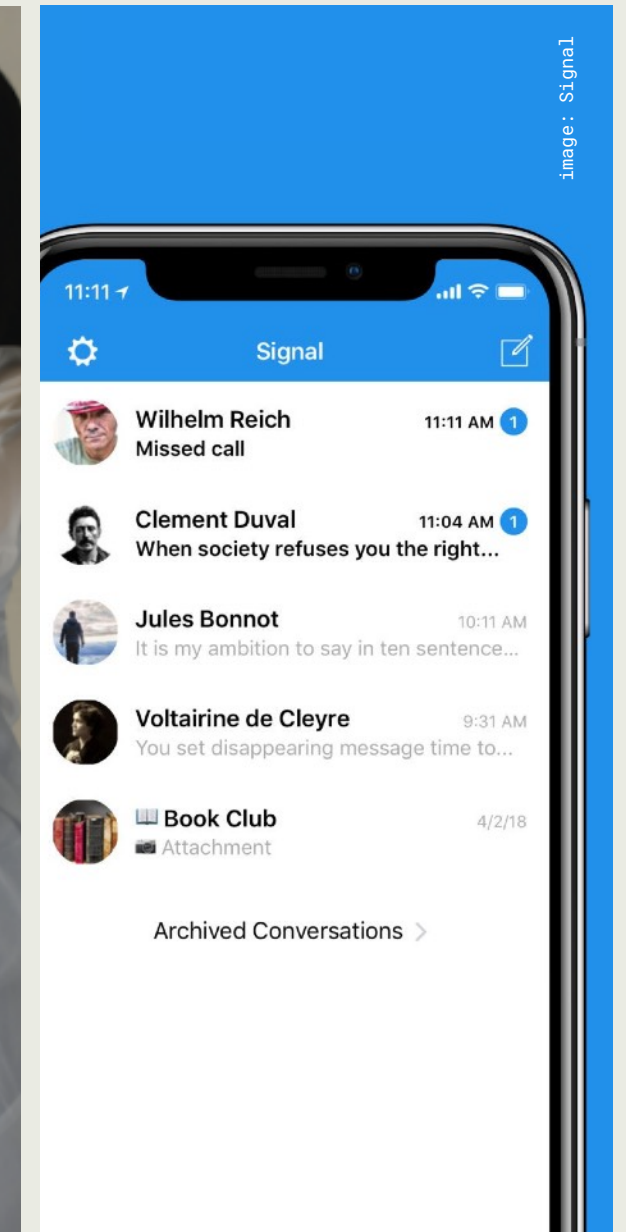 image: Signal
11:11
Signal
Wilhelm Reich
11:11 AM 1
Missed call
Clement Duval
11:04 AM 1
When society refuses you the right...
Jules Bonnot
10:11 AM
It is my ambition to say in ten sentence...
Voltairine de Cleyre
9:31 AM
You set disappearing message time to...
📖 Book Club
4/2/18
📷 Attachment
Archived Conversations >